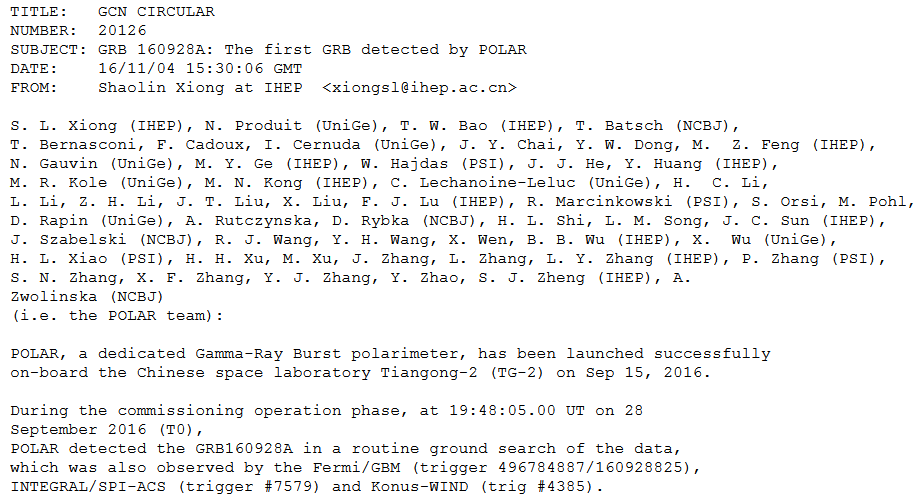 TITLE:   GCN CIRCULAR
NUMBER:  20126
SUBJECT: GRB 160928A: The first GRB detected by POLAR
DATE:    16/11/04 15:30:06 GMT
FROM:    Shaolin Xiong at IHEP  <xiongsl@ihep.ac.cn>

S. L. Xiong (IHEP), N. Produit (UniGe), T. W. Bao (IHEP), T. Batsch (NCBJ),
T. Bernasconi, F. Cadoux, I. Cernuda (UniGe), J. Y. Chai, Y. W. Dong, M.  Z. Feng (IHEP),
N. Gauvin (UniGe), M. Y. Ge (IHEP), W. Hajdas (PSI), J. J. He, Y. Huang (IHEP),
M. R. Kole (UniGe), M. N. Kong (IHEP), C. Lechanoine-Leluc (UniGe), H.  C. Li,
L. Li, Z. H. Li, J. T. Liu, X. Liu, F. J. Lu (IHEP), R. Marcinkowski (PSI), S. Orsi, M. Pohl,
D. Rapin (UniGe), A. Rutczynska, D. Rybka (NCBJ), H. L. Shi, L. M. Song, J. C. Sun (IHEP),
J. Szabelski (NCBJ), R. J. Wang, Y. H. Wang, X. Wen, B. B. Wu (IHEP), X.  Wu (UniGe),
H. L. Xiao (PSI), H. H. Xu, M. Xu, J. Zhang, L. Zhang, L. Y. Zhang (IHEP), P. Zhang (PSI),
S. N. Zhang, X. F. Zhang, Y. J. Zhang, Y. Zhao, S. J. Zheng (IHEP), A.
Zwolinska (NCBJ)
(i.e. the POLAR team):

POLAR, a dedicated Gamma-Ray Burst polarimeter, has been launched successfully
on-board the Chinese space laboratory Tiangong-2 (TG-2) on Sep 15, 2016.

During the commissioning operation phase, at 19:48:05.00 UT on 28
September 2016 (T0),
POLAR detected the GRB160928A in a routine ground search of the data,
which was also observed by the Fermi/GBM (trigger 496784887/160928825),
INTEGRAL/SPI-ACS (trigger #7579) and Konus-WIND (trig #4385).